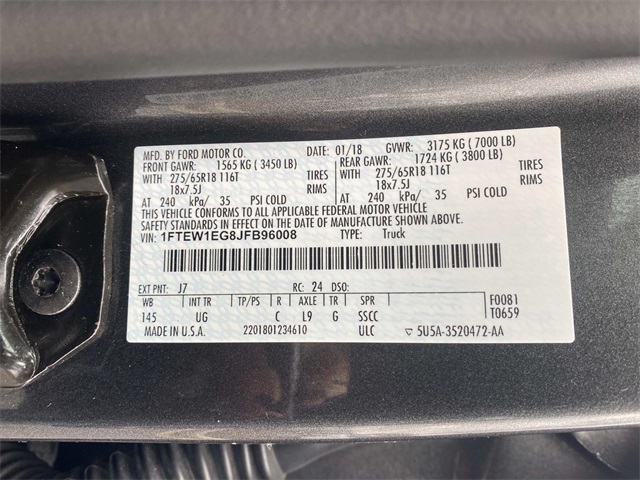 MFD. BY FORD MOTOR CO. DATE: 01/18 GVWR: 3175 KG ( 7000 LB)
FRONT GAWR: 1565 KG ( 3450 LB) REAR GAWR: 1724 KG ( 3800 LB)
WITH 275/65R18 116T TIRES WITH 275/65R18 116T TIRES
18x7.5J RIMS 18x7.5J RIMS
AT 240 kPa/ 35 PSI COLD AT 240 kPa/ 35 PSI COLD
THIS VEHICLE CONFORMS TO ALL APPLICABLE FEDERAL MOTOR VEHICLE
SAFETY STANDARDS IN EFFECT ON THE DATE OF MANUFACTURE SHOWN ABOVE.
VIN: 1FTEW1EG8JFB96008 TYPE: Truck
EXT PNT: J7 RC: 24 DSO:
WB INT TR TP/PS R AXLE TR SPR F0081
145 UG C L9 G SSCC T0659
MADE IN U.S.A. 2201801234610 ULC ▽ 5U5A-3520472-AA